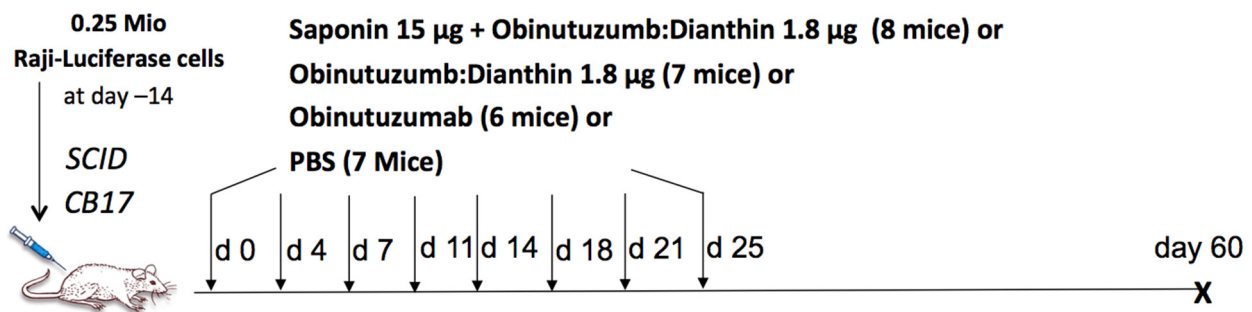 0.25 Mio
Raji-Luciferase cells
at day –14
SCID
CB17
Saponin 15 µg + Obinutuzumb:Dianthin 1.8 µg (8 mice) or
Obinutuzumb:Dianthin 1.8 µg (7 mice) or
Obinutuzumab (6 mice) or
PBS (7 Mice)
d 0 d 4 d 7 d 11 d 14 d 18 d 21 d 25 day 60
X